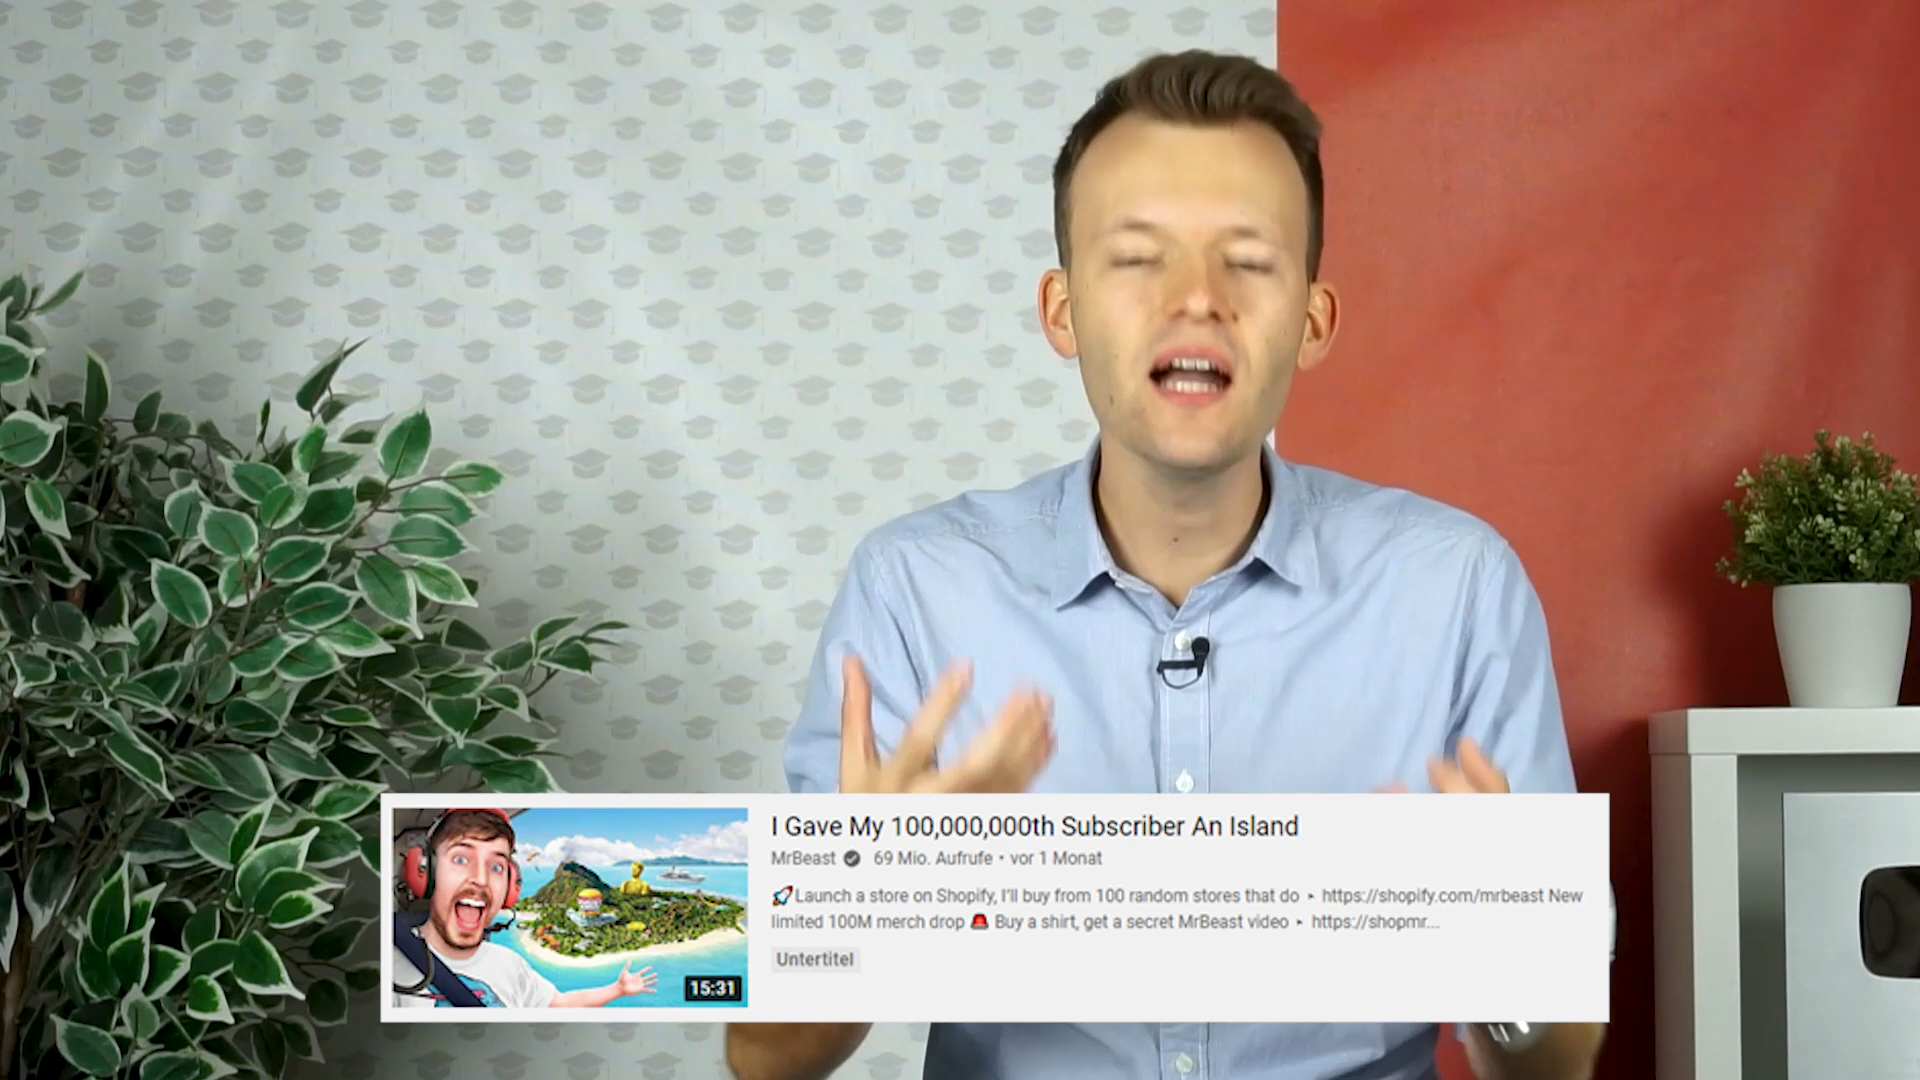 I Gave My 100,000,000th Subscriber An Island
MrBeast 69 Mio. Aufrufe • vor 1 Monat
🚀Launch a store on Shopify, I'll buy from 100 random stores that do ▸ https://shopify.com/mrbeast New
limited 100M merch drop 🚨 Buy a shirt, get a secret MrBeast video ▸ https://shopmr...
15:31
Untertitel